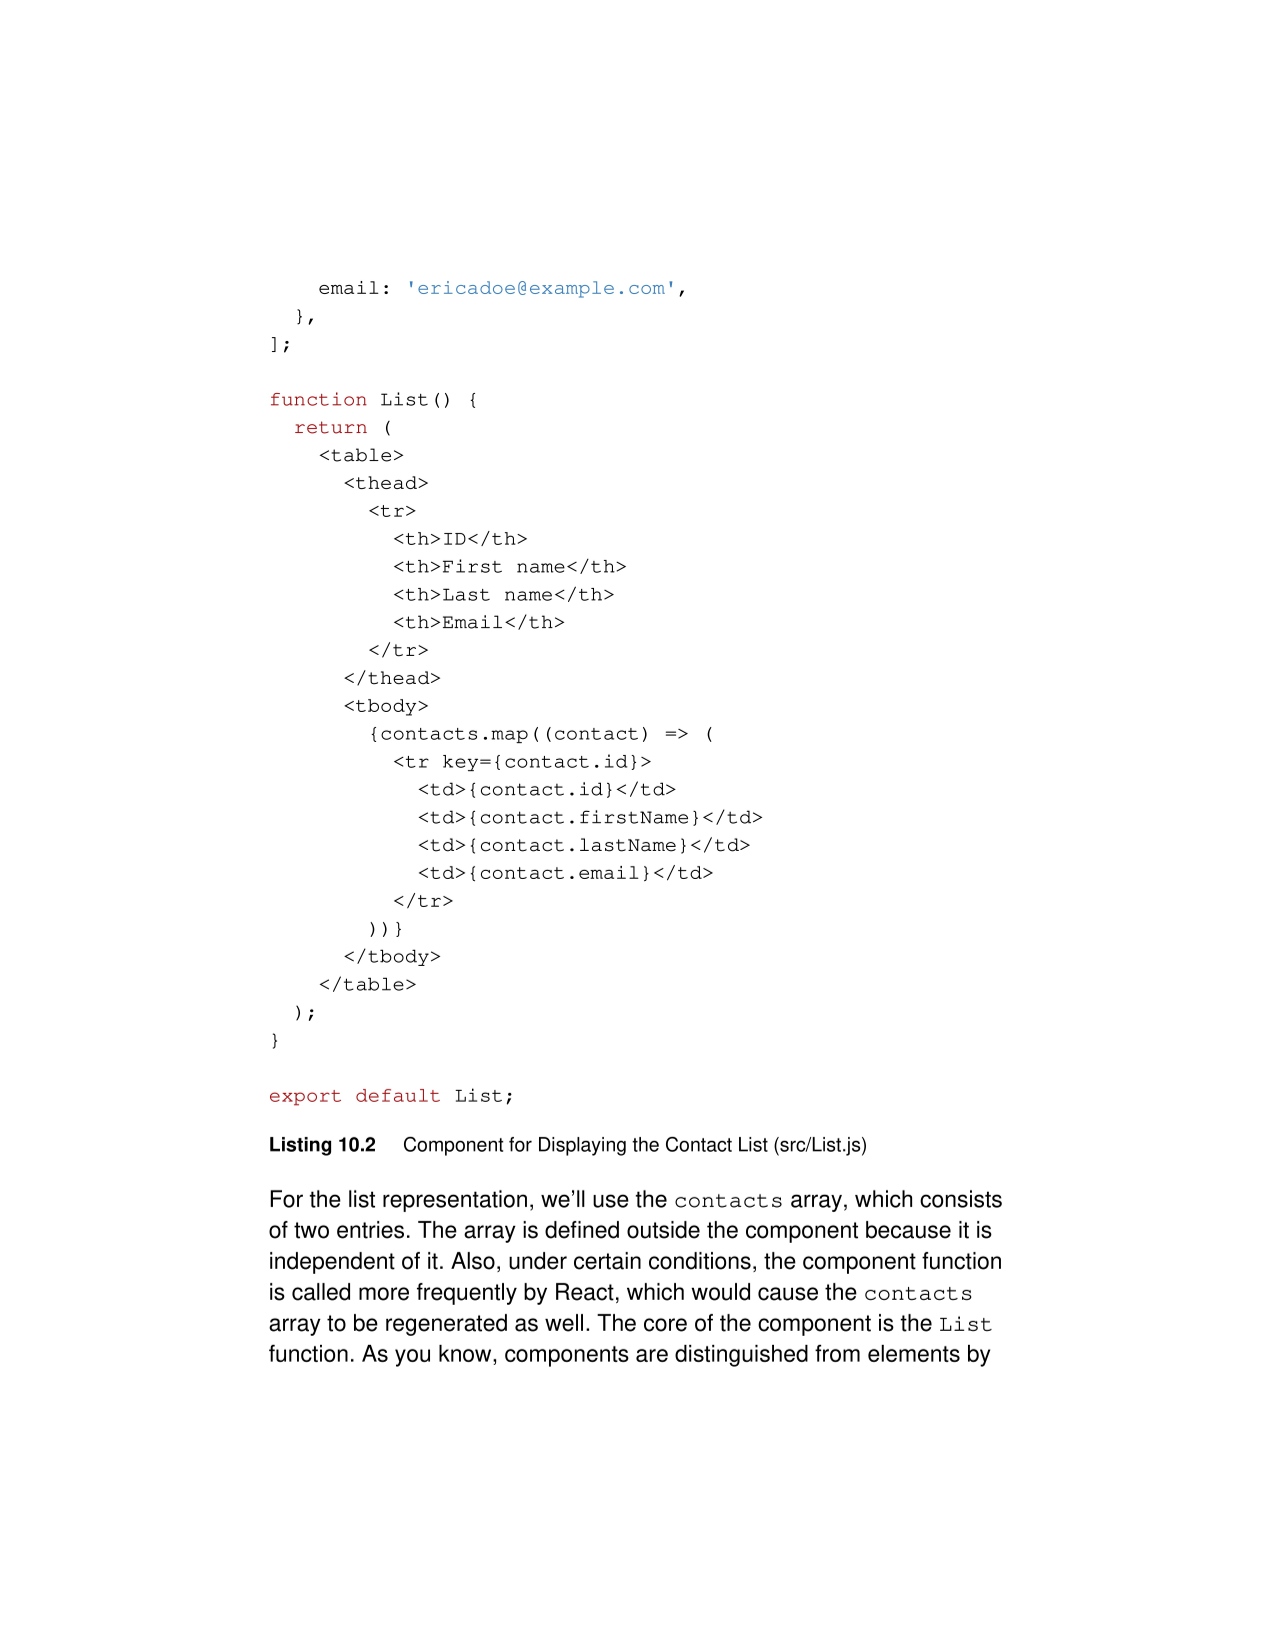 email: 'ericadoe@example.com',
  },
];

function List() {
  return (
    <table>
      <thead>
        <tr>
          <th>ID</th>
          <th>First name</th>
          <th>Last name</th>
          <th>Email</th>
        </tr>
      </thead>
      <tbody>
        {contacts.map((contact) => (
          <tr key={contact.id}>
            <td>{contact.id}</td>
            <td>{contact.firstName}</td>
            <td>{contact.lastName}</td>
            <td>{contact.email}</td>
          </tr>
        ))}
      </tbody>
    </table>
  );
}

export default List;
Listing 10.2 Component for Displaying the Contact List (src/List.js)
For the list representation, we’ll use the contacts array, which consists
of two entries. The array is defined outside the component because it is
independent of it. Also, under certain conditions, the component function
is called more frequently by React, which would cause the contacts
array to be regenerated as well. The core of the component is the List
function. As you know, components are distinguished from elements by